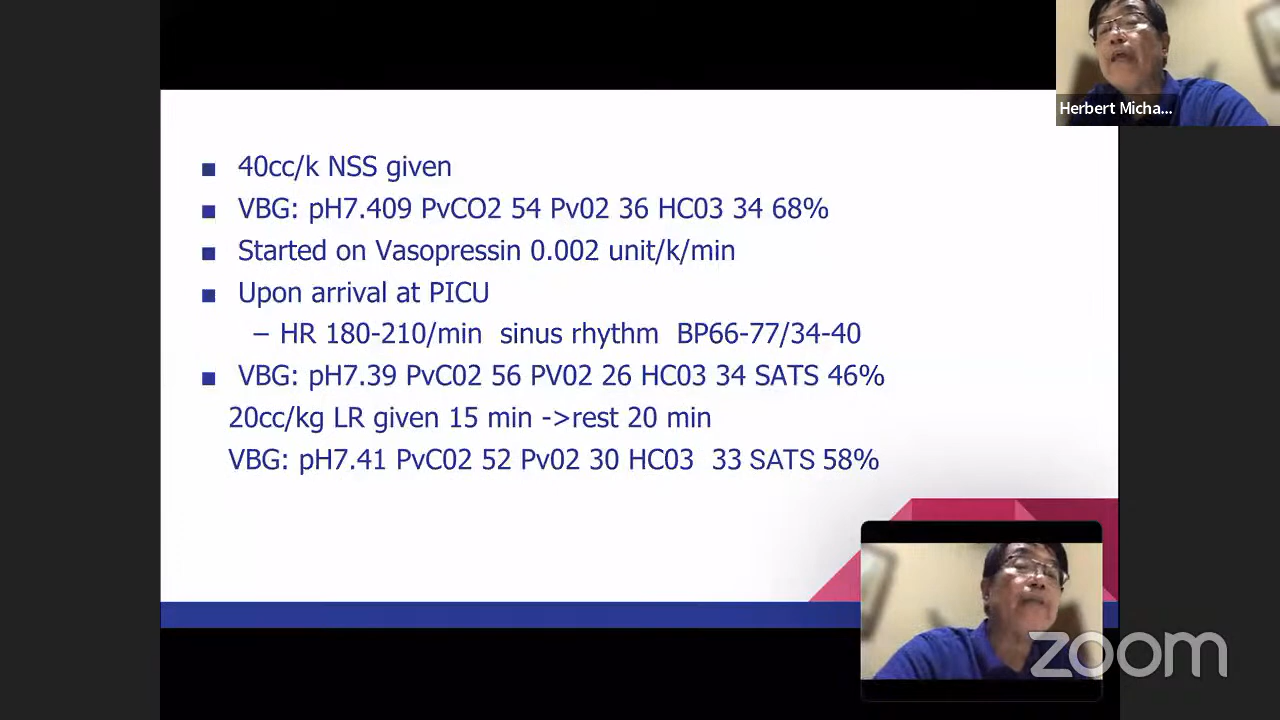 Herbert Micha...
■ 40cc/k NSS given
■ VBG: pH7.409 PvCO2 54 Pv02 36 HC03 34 68%
■ Started on Vasopressin 0.002 unit/k/min
■ Upon arrival at PICU
– HR 180-210/min sinus rhythm BP66-77/34-40
■ VBG: pH7.39 PvC02 56 PV02 26 HC03 34 SATS 46%
20cc/kg LR given 15 min ->rest 20 min
VBG: pH7.41 PvC02 52 Pv02 30 HC03 33 SATS 58%
zoom